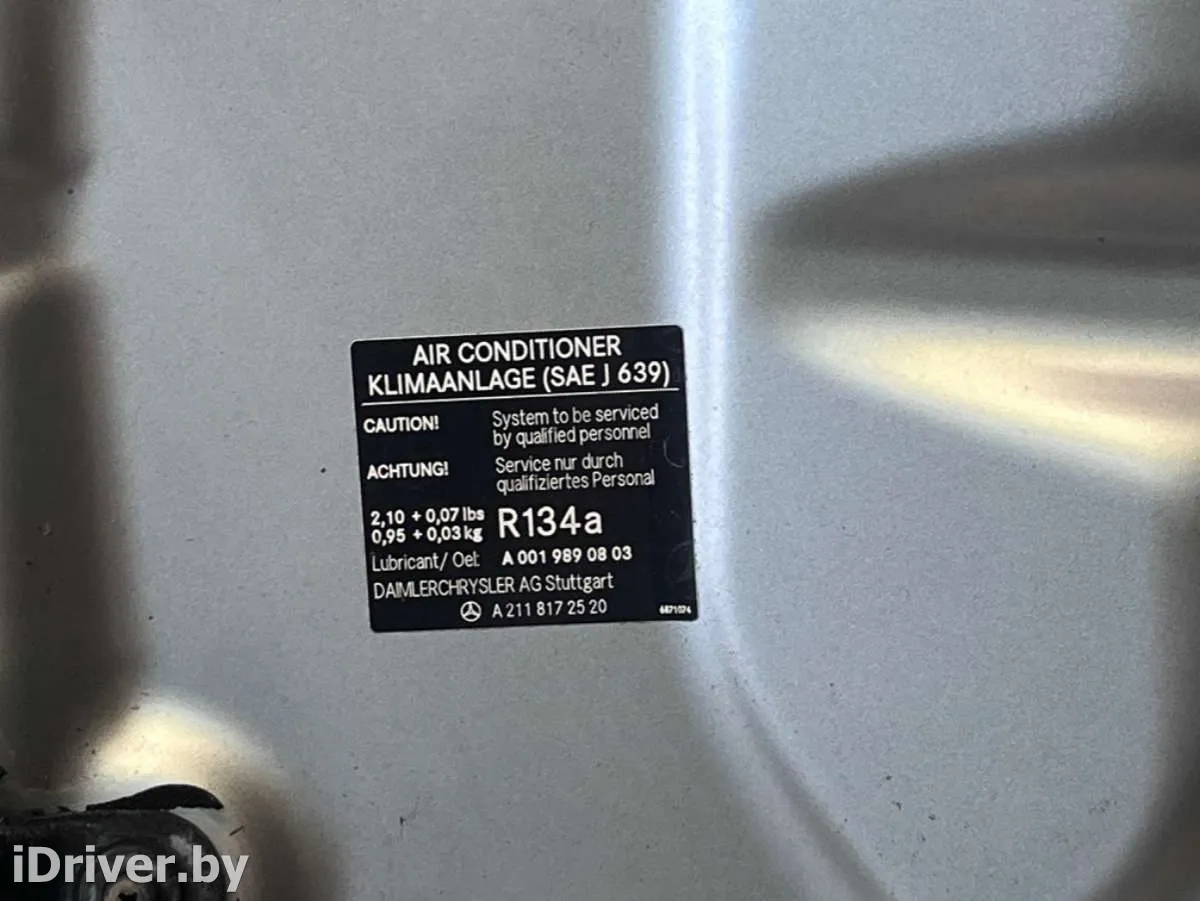 AIR CONDITIONER
KLIMAANLAGE (SAE J 639)
CAUTION! System to be serviced
by qualified personnel
ACHTUNG! Service nur durch
qualifiziertes Personal
2,10 + 0,07 lbs
0,95 + 0,03 kg R134a
Lubricant/ Oel: A 001 989 08 03
DAIMLERCHRYSLER AG Stuttgart
A 211 817 25 20 6871074
iDriver.by